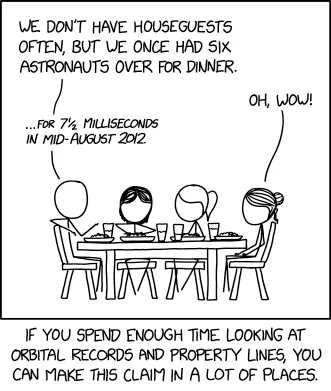 WE DON'T HAVE HOUSEGUESTS
OFTEN, BUT WE ONCE HAD SIX
ASTRONAUTS OVER FOR DINNER.
...FOR 7½ MILLISECONDS
IN MID-AUGUST 2012.
OH, WOW!
IF YOU SPEND ENOUGH TIME LOOKING AT
ORBITAL RECORDS AND PROPERTY LINES, YOU
CAN MAKE THIS CLAIM IN A LOT OF PLACES.